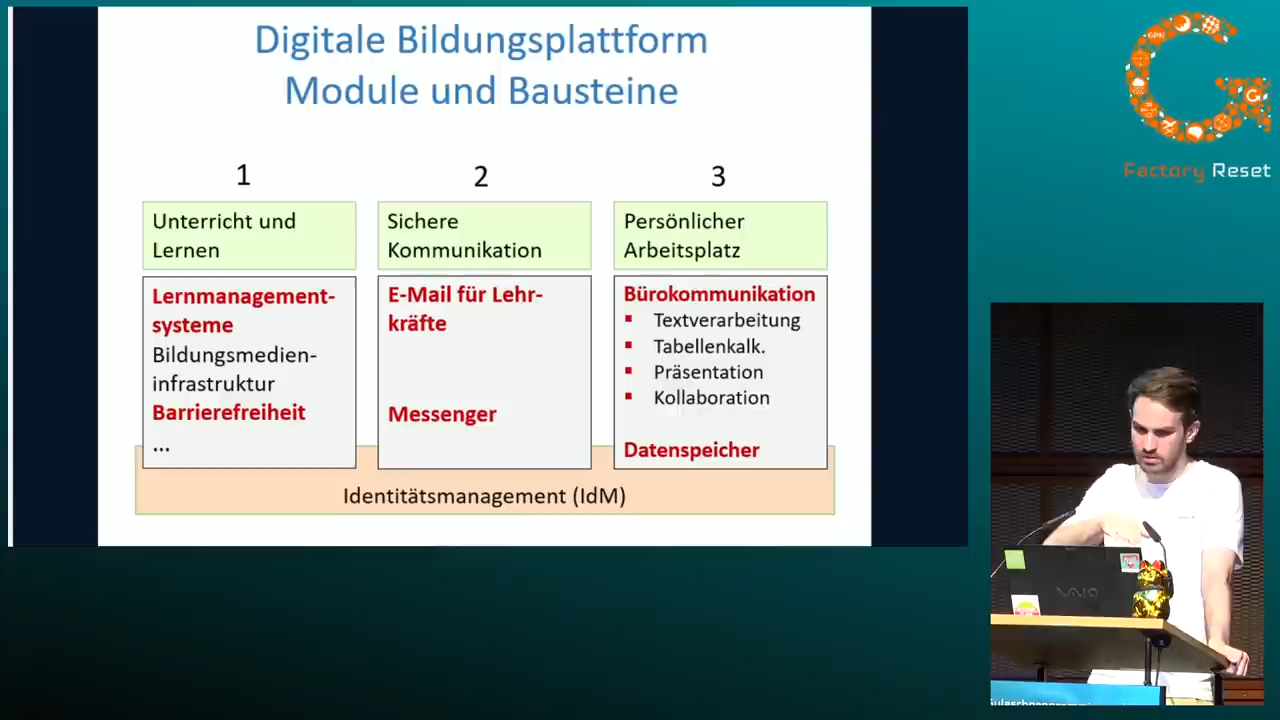 Digitale Bildungsplattform
Module und Bausteine
1
2
3
Unterricht und
Lernen
Sichere
Kommunikation
Persönlicher
Arbeitsplatz
Lernmanagement-
systeme
Bildungsmedien-
infrastruktur
Barrierefreiheit
...
E-Mail für Lehr-
kräfte
Messenger
Bürokommunikation
▪ Textverarbeitung
▪ Tabellenkalk.
▪ Präsentation
▪ Kollaboration
Datenspeicher
Identitätsmanagement (IdM)
G
Factory Reset
VAIO